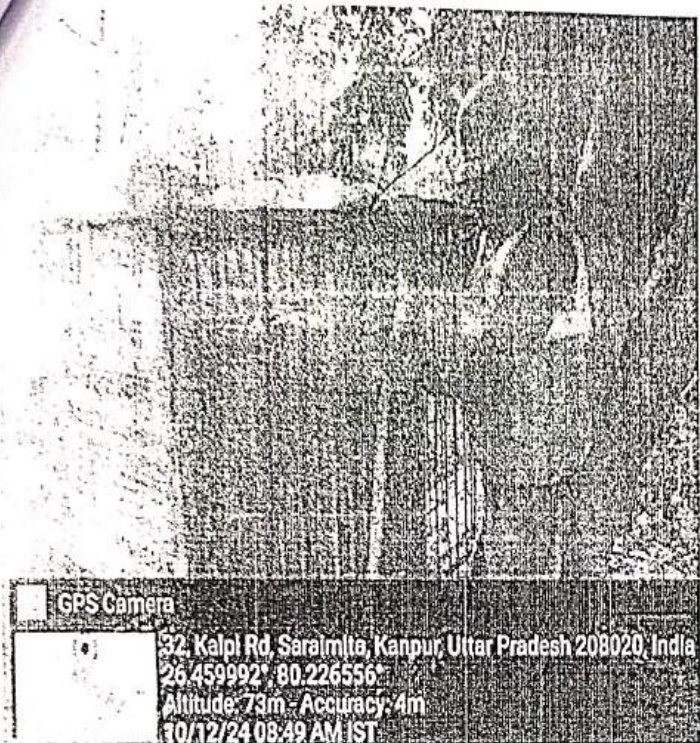 GPS Camera
32, Kalpi Rd, Saraimita, Kanpur, Uttar Pradesh 208020, India
26.459992°, 80.226556°
Altitude: 73m - Accuracy: 4m
10/12/24 08:49 AM IST